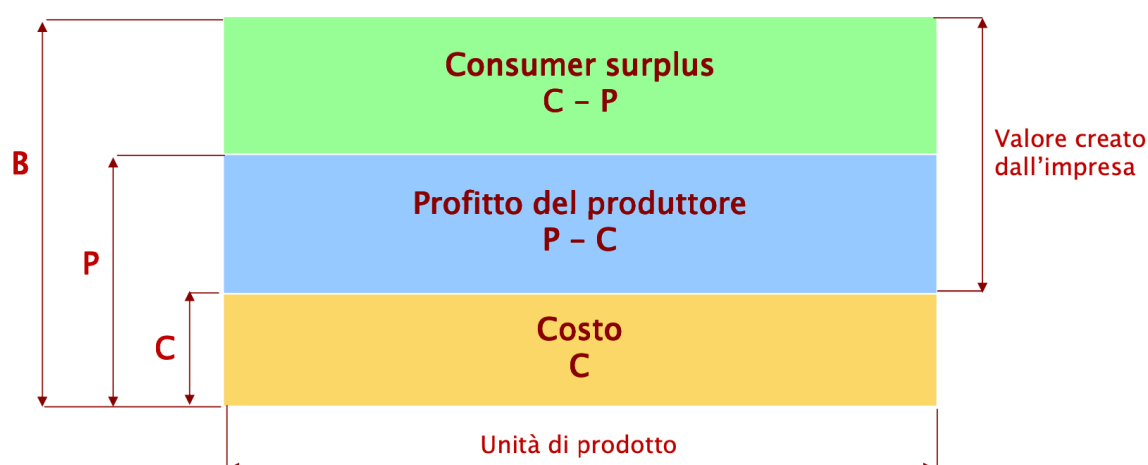 Consumer surplus
C – P
B
Valore creato
dall'impresa
Profitto del produttore
P – C
P
Costo
C
C
Unità di prodotto